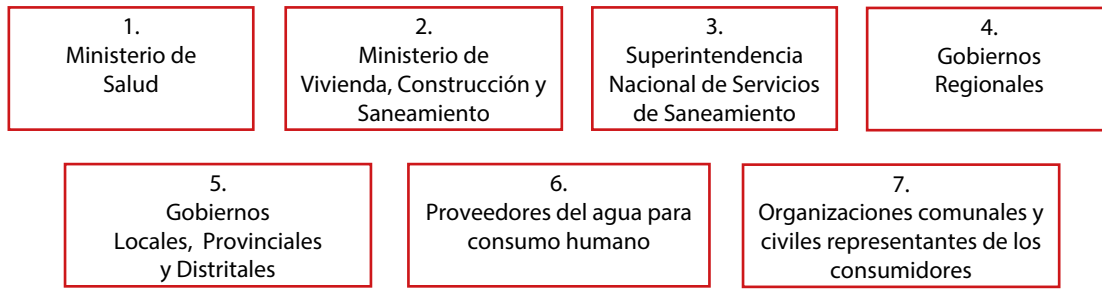 1.
Ministerio de
Salud
2.
Ministerio de
Vivienda, Construcción y
Saneamiento
3.
Superintendencia
Nacional de Servicios
de Saneamiento
4.
Gobiernos
Regionales
5.
Gobiernos
Locales, Provinciales
y Distritales
6.
Proveedores del agua para
consumo humano
7.
Organizaciones comunales y
civiles representantes de los
consumidores